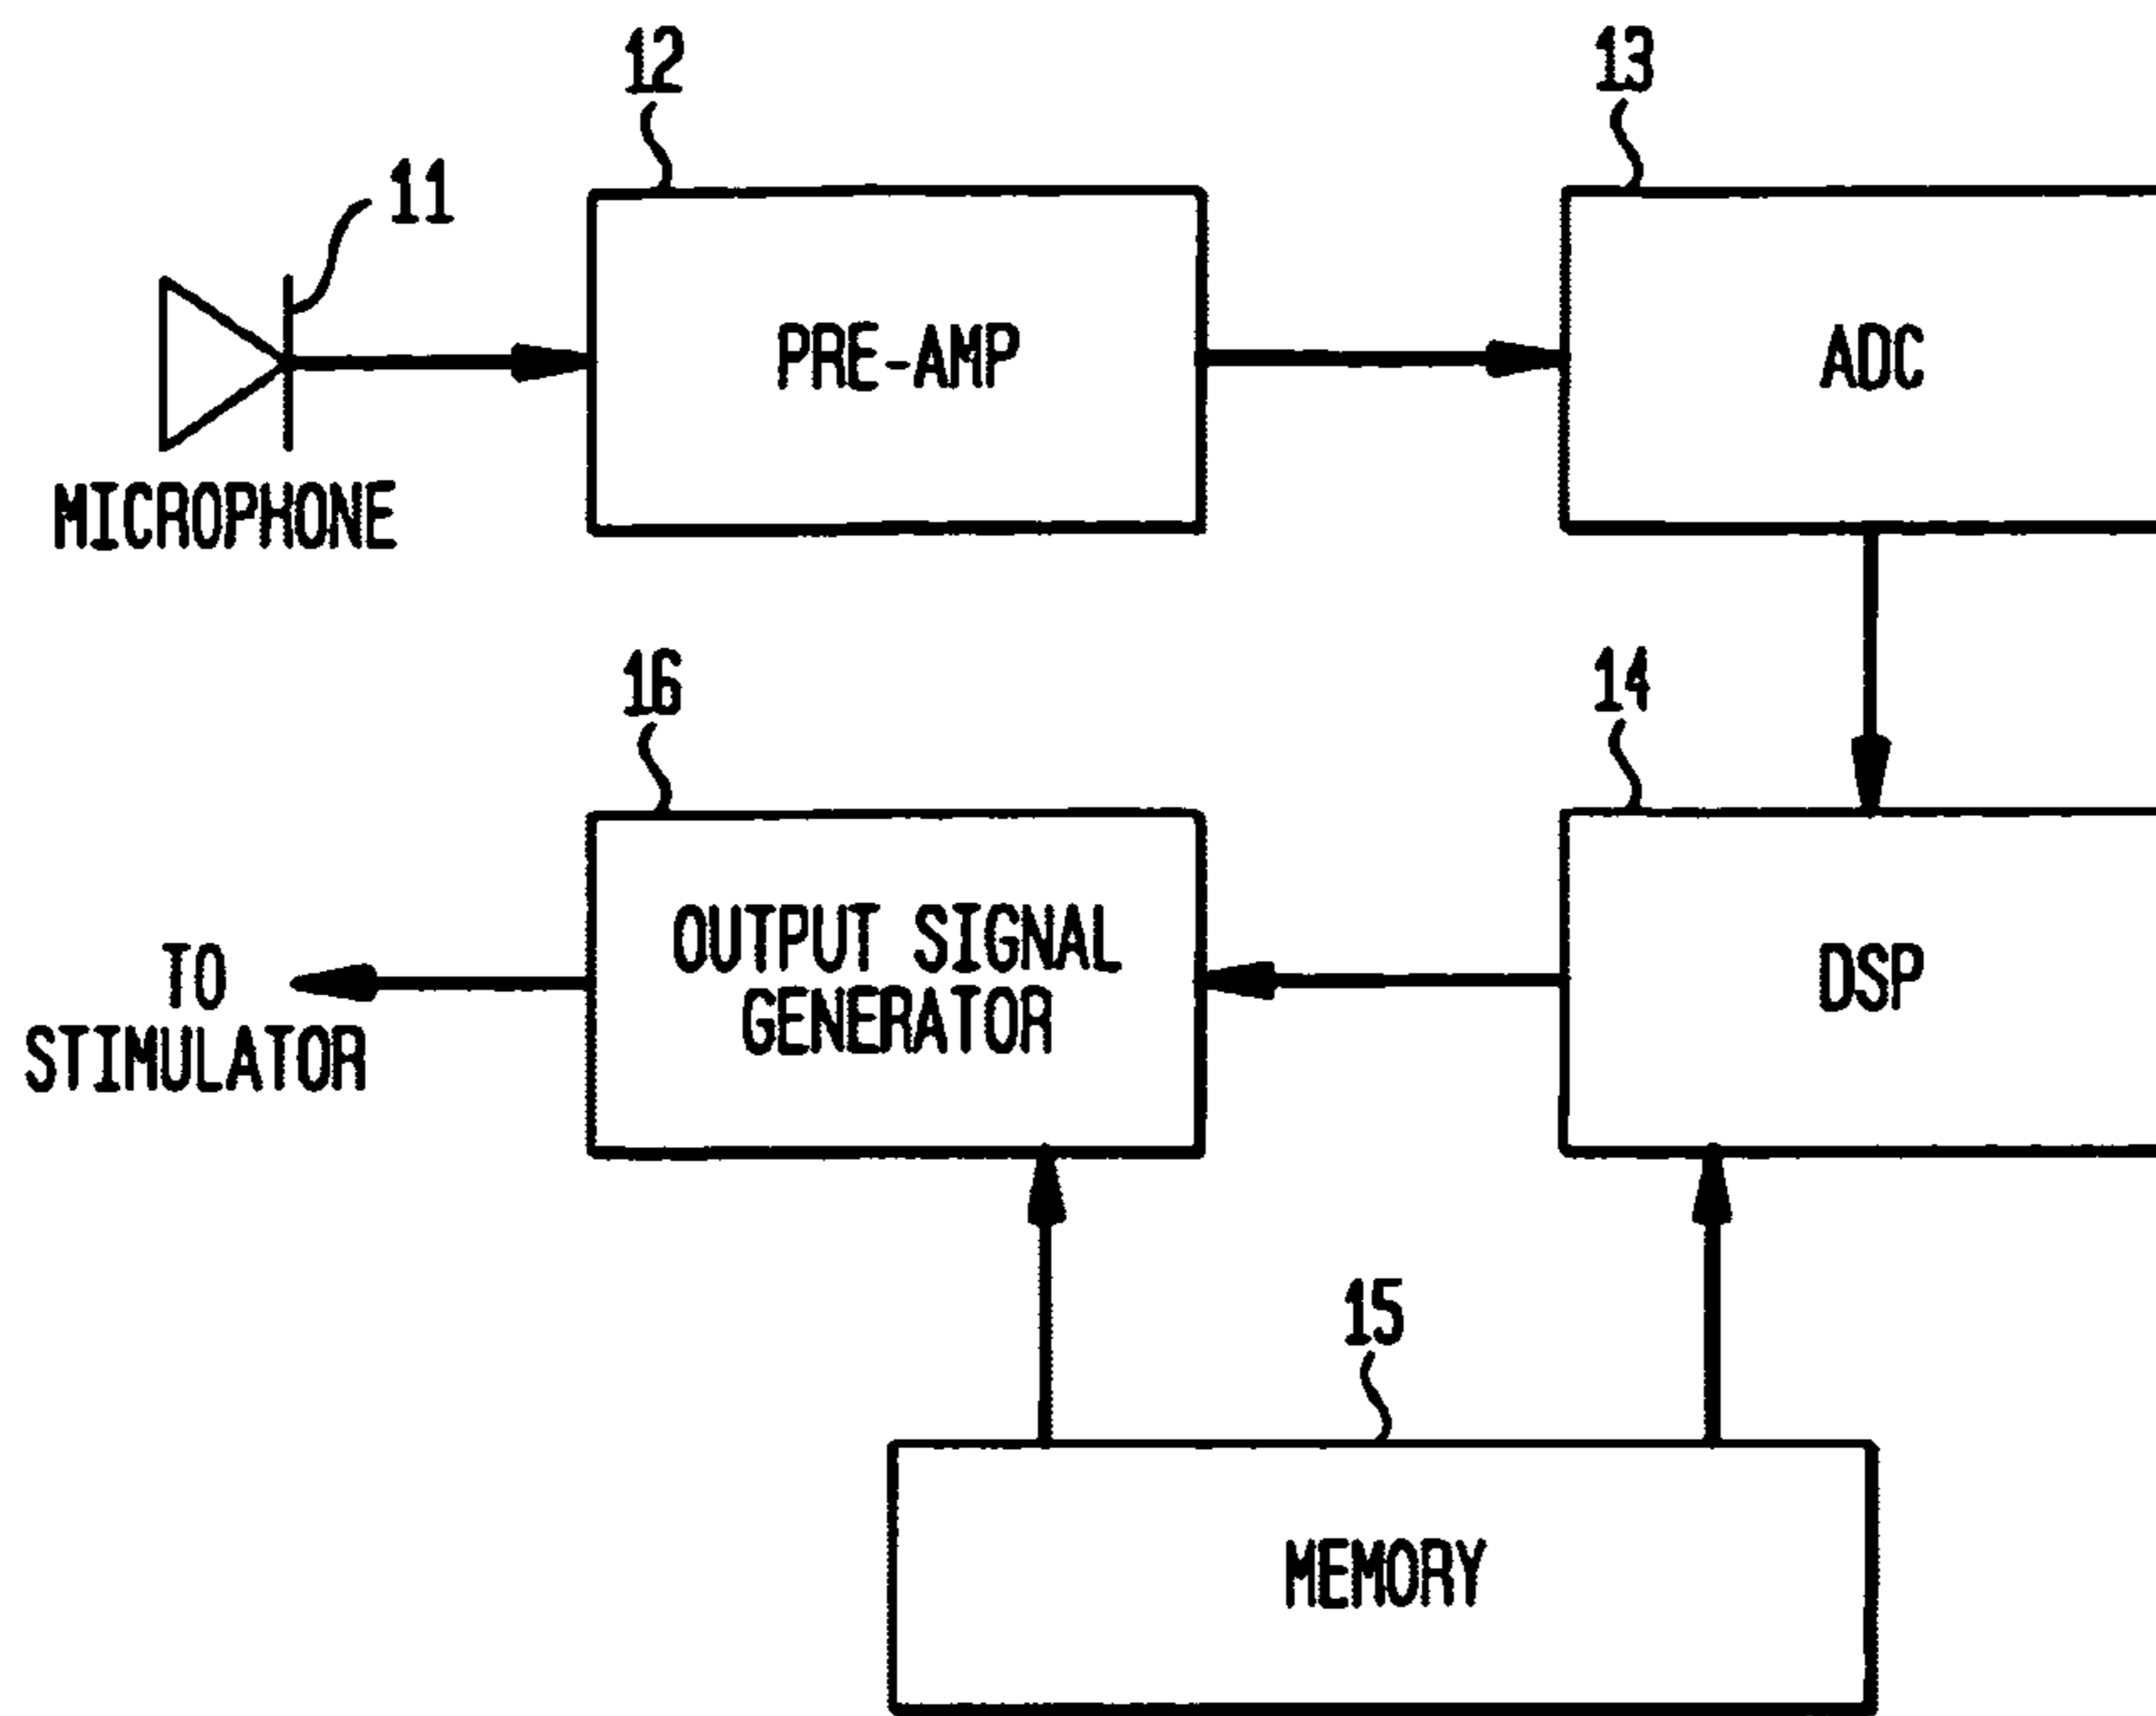 12
13
11
PRE-AMP
ADC
MICROPHONE
16
14
OUTPUT SIGNAL
GENERATOR
DSP
TO
STIMULATOR
15
MEMORY